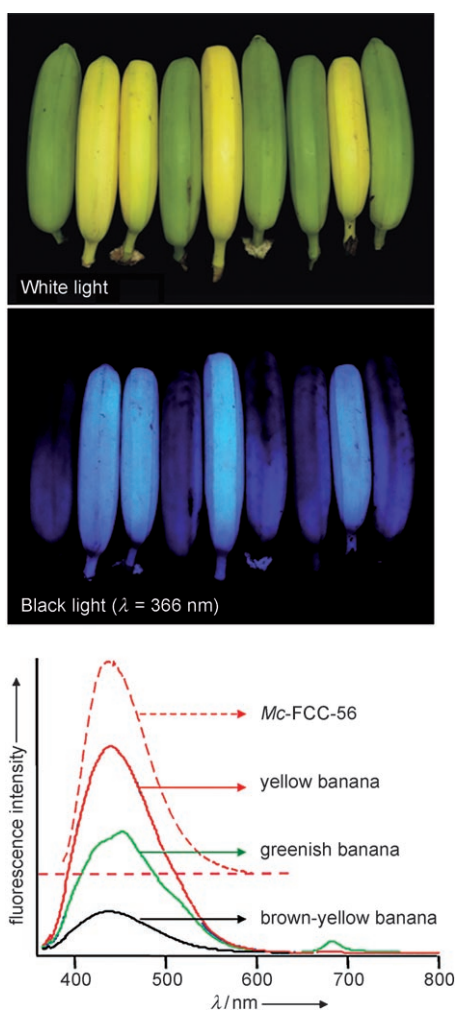 White light
Black light (λ = 366 nm)
Mc-FCC-56
yellow banana
greenish banana
brown-yellow banana
fluorescence intensity
400 500 600 700 800
λ / nm